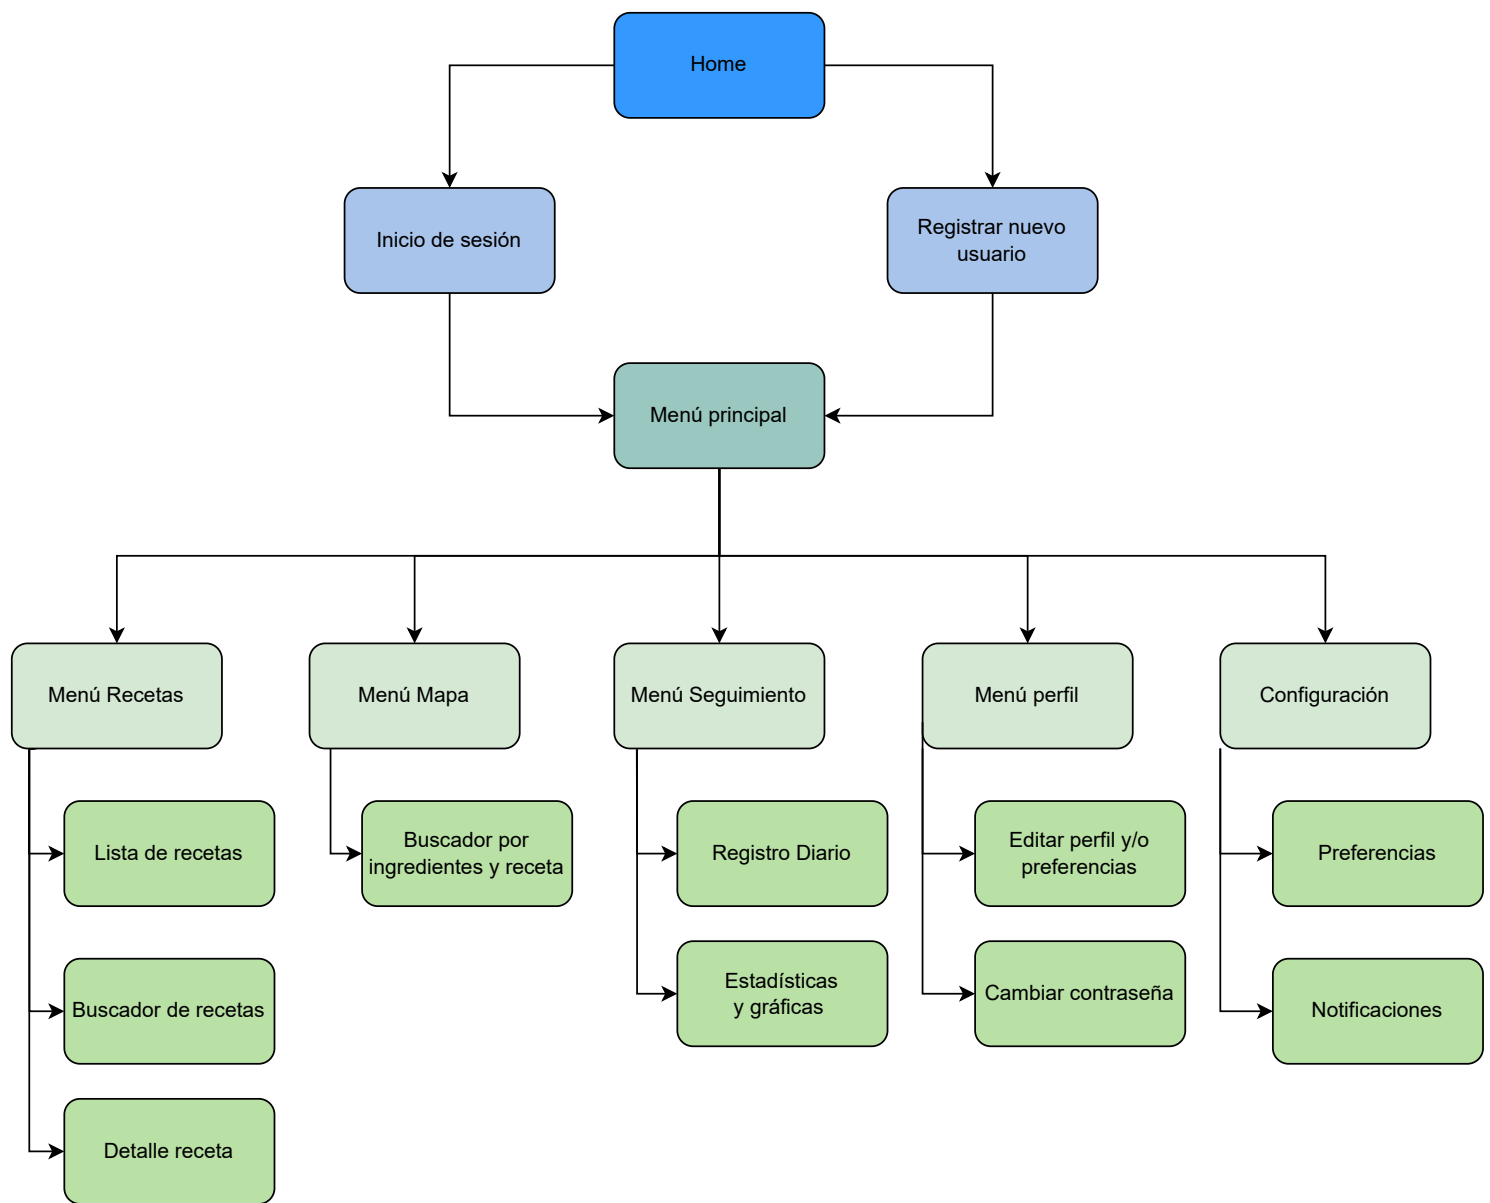 Home
Inicio de sesión
Registrar nuevo
usuario
Menú principal
Menú Recetas
Menú Mapa
Menú Seguimiento
Menú perfil
Configuración
Lista de recetas
Buscador por
ingredientes y receta
Registro Diario
Editar perfil y/o
preferencias
Preferencias
Buscador de recetas
Estadísticas
y gráficas
Cambiar contraseña
Notificaciones
Detalle receta